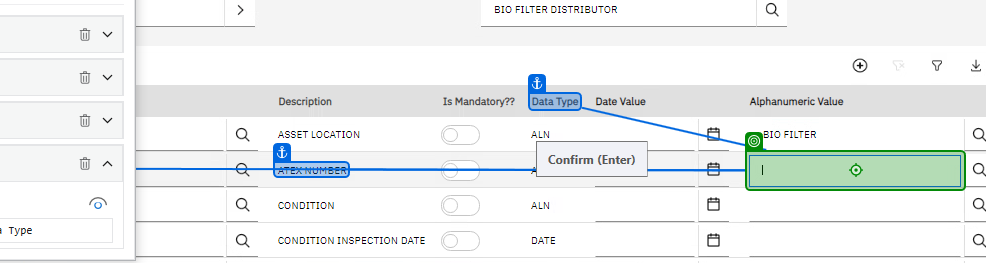 BIO FILTER DISTRIBUTOR
Description Is Mandatory?? Data Type Date Value Alphanumeric Value
ASSET LOCATION ALN BIO FILTER
ATEX NUMBER
Confirm (Enter)
CONDITION ALN
Type
CONDITION INSPECTION DATE DATE